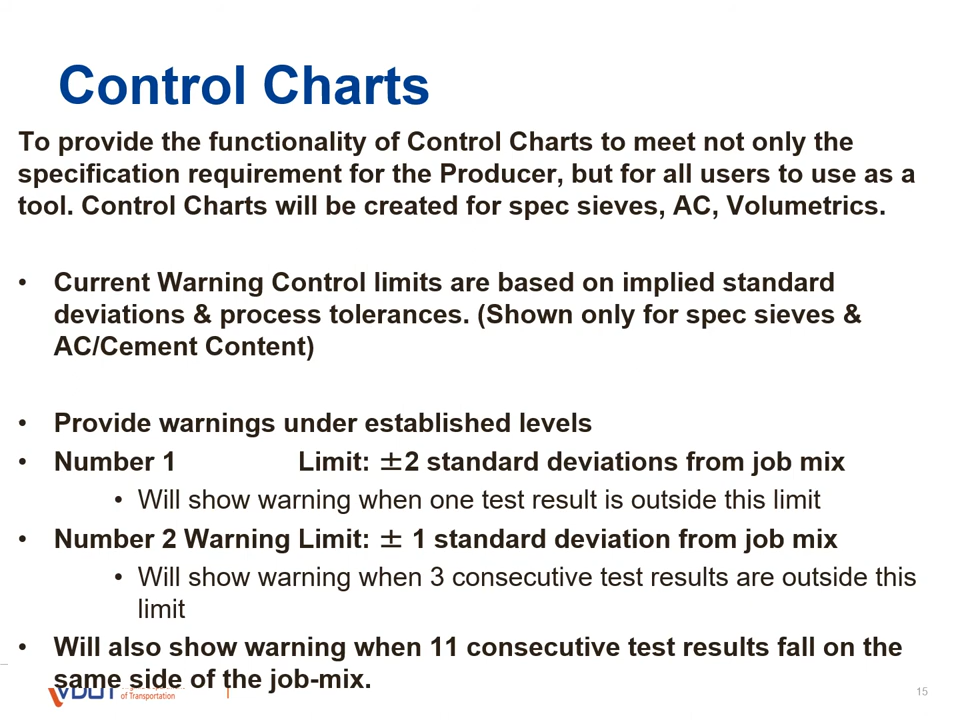 Control Charts
To provide the functionality of Control Charts to meet not only the
specification requirement for the Producer, but for all users to use as a
tool. Control Charts will be created for spec sieves, AC, Volumetrics.
• Current Warning Control limits are based on implied standard
deviations & process tolerances. (Shown only for spec sieves &
AC/Cement Content)
• Provide warnings under established levels
• Number 1 Limit: ±2 standard deviations from job mix
• Will show warning when one test result is outside this limit
• Number 2 Warning Limit: ± 1 standard deviation from job mix
• Will show warning when 3 consecutive test results are outside this
limit
• Will also show warning when 11 consecutive test results fall on the
same side of the job-mix.
VDOT
of Transportation
15